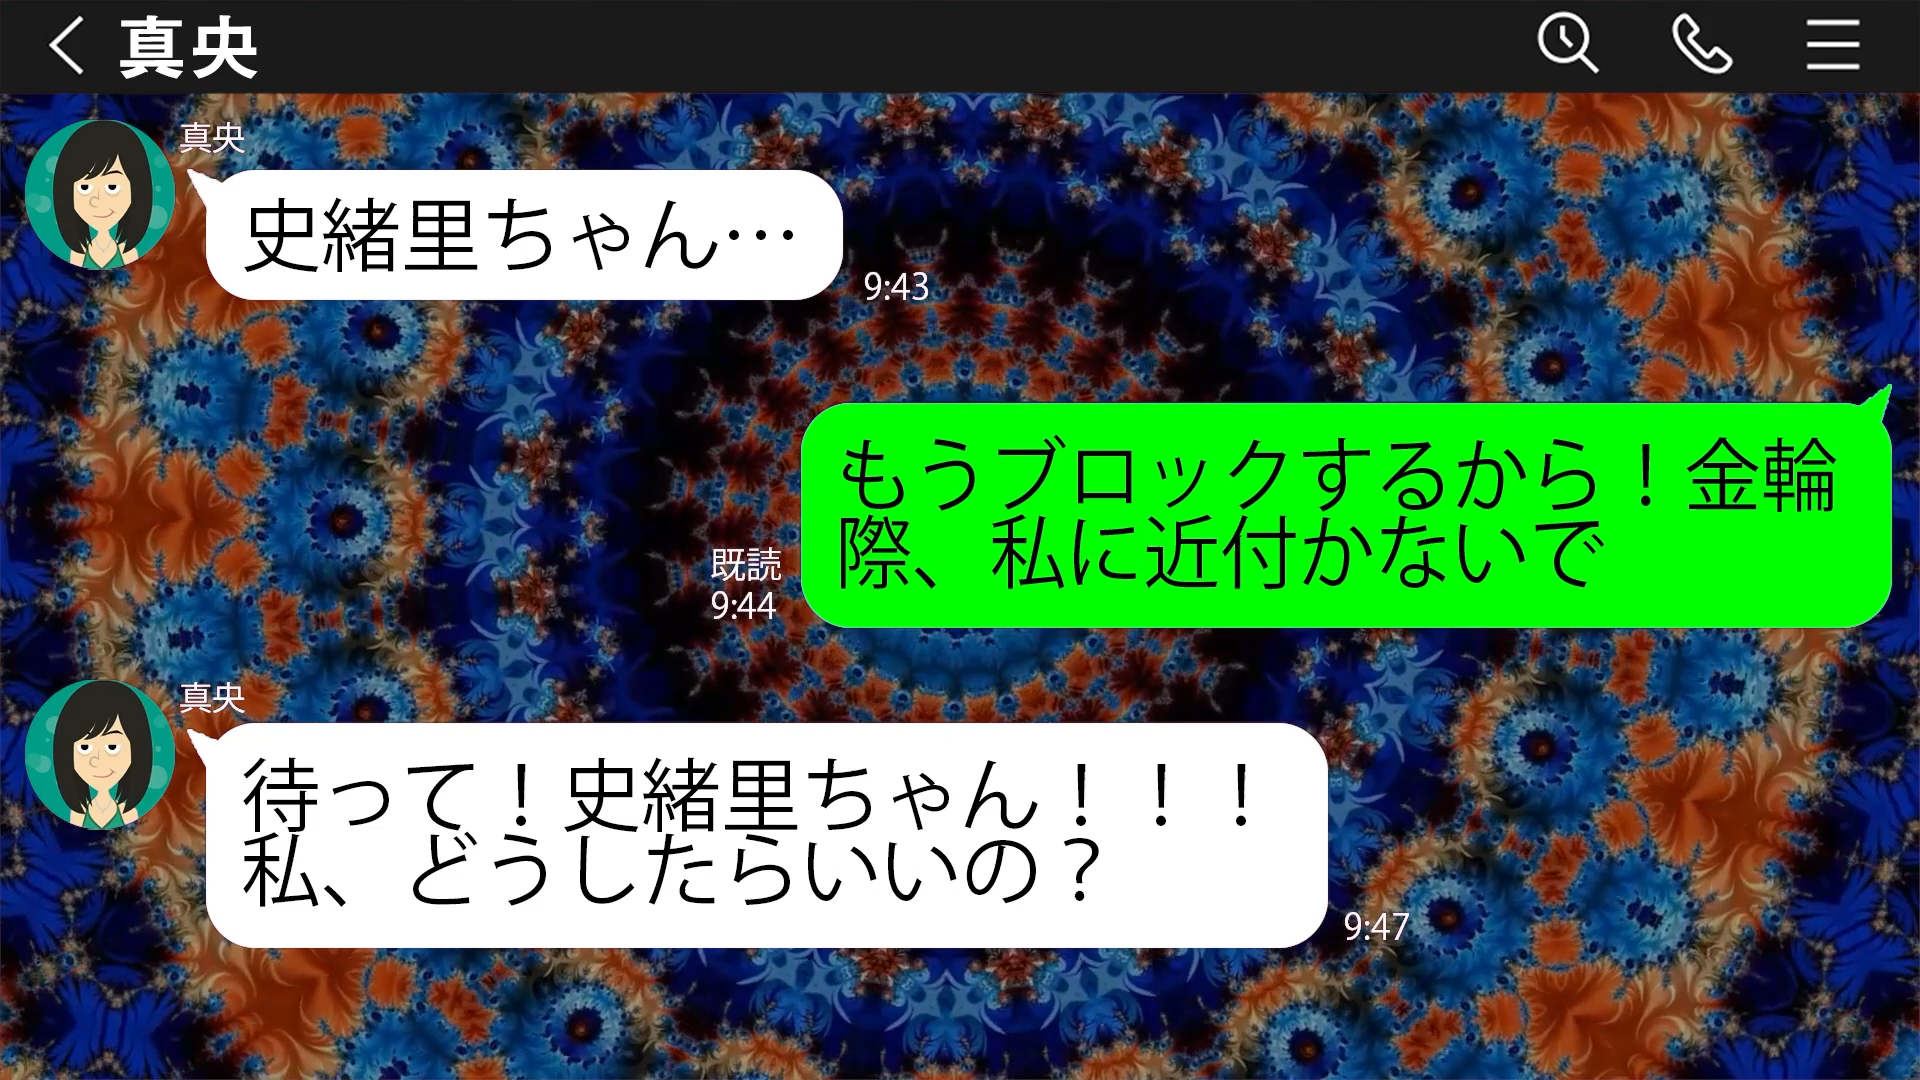 真央
真央
史緒里ちゃん…
9:43
もうブロックするから！金輪
際、私に近付かないで
既読
9:44
真央
待って！史緒里ちゃん！！！
私、どうしたらいいの？
9:47